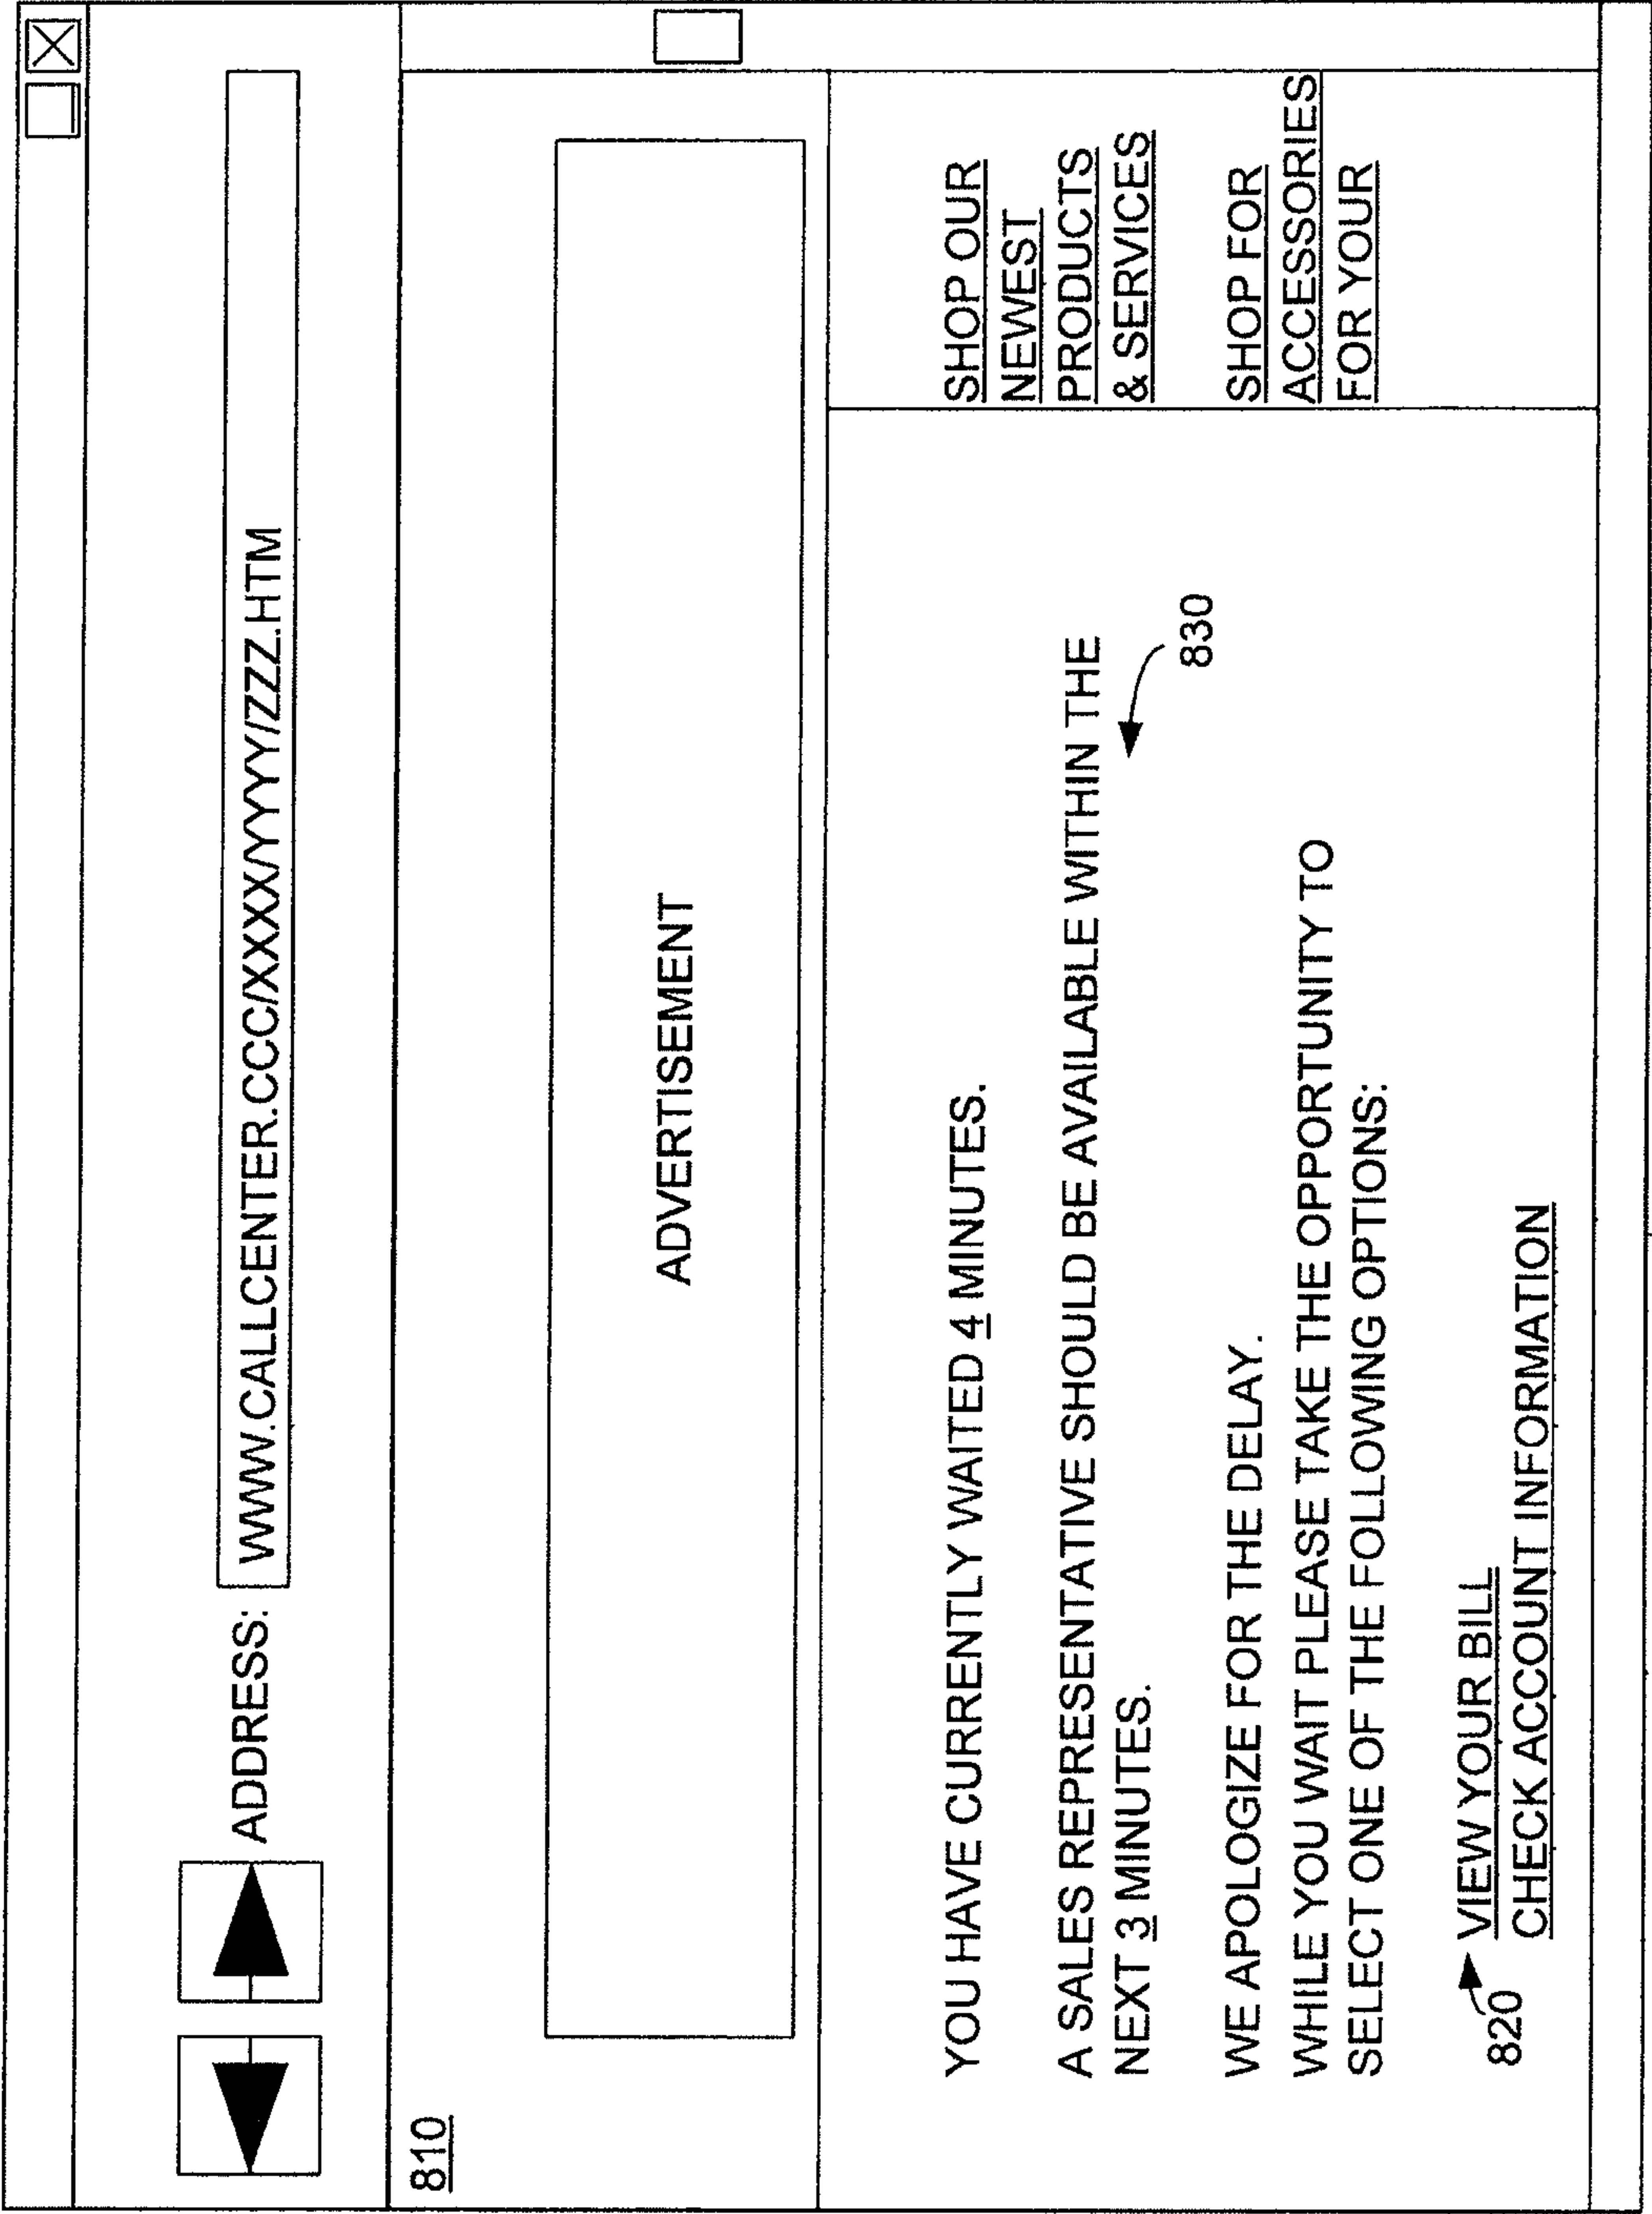 ADDRESS: WWW.CALLCENTER.CCC/XXXX/YYYY/ZZZ.HTM
810
ADVERTISEMENT
YOU HAVE CURRENTLY WAITED 4 MINUTES.
A SALES REPRESENTATIVE SHOULD BE AVAILABLE WITHIN THE
NEXT 3 MINUTES.
830
WE APOLOGIZE FOR THE DELAY.
WHILE YOU WAIT PLEASE TAKE THE OPPORTUNITY TO
SELECT ONE OF THE FOLLOWING OPTIONS:
820 VIEW YOUR BILL
CHECK ACCOUNT INFORMATION
SHOP OUR
NEWEST
PRODUCTS
& SERVICES
SHOP FOR
ACCESSORIES
FOR YOUR